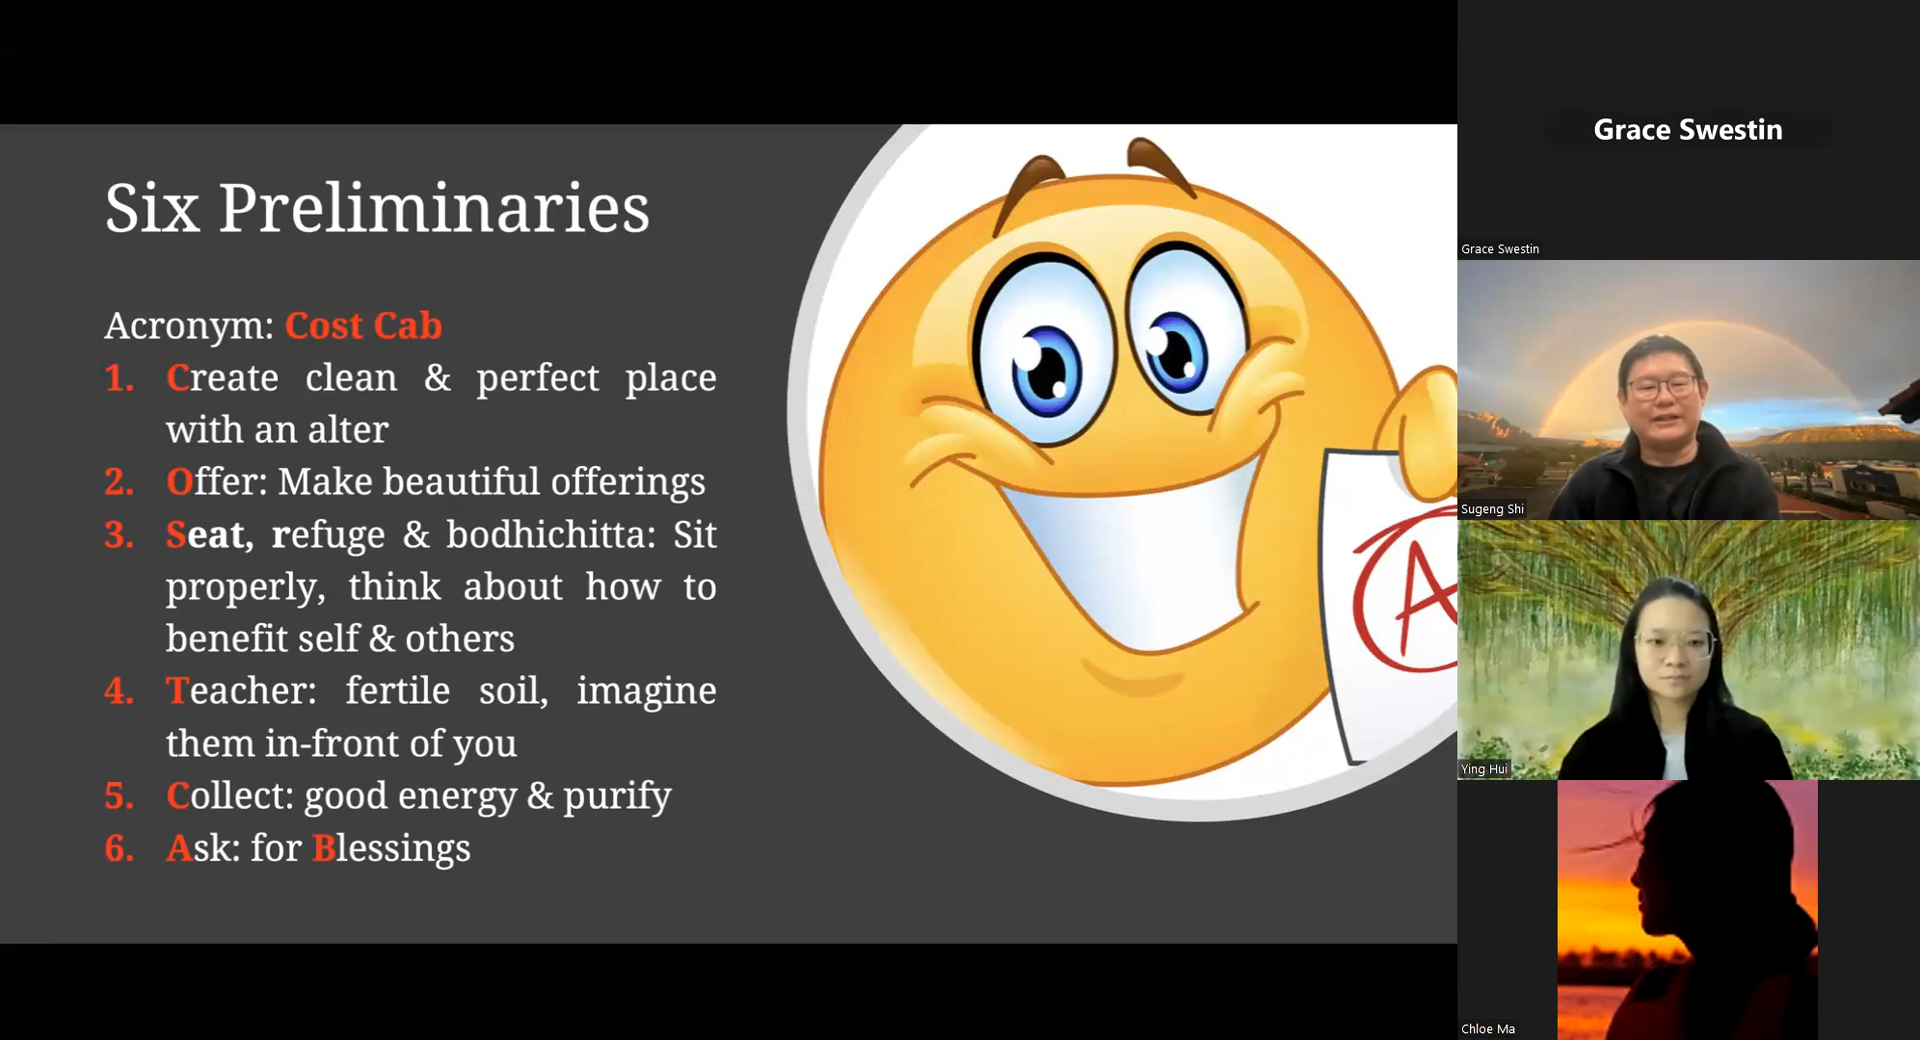 Six Preliminaries
Acronym: Cost Cab
1. Create clean & perfect place
with an alter
2. Offer: Make beautiful offerings
3. Seat, refuge & bodhichitta: Sit
properly, think about how to
benefit self & others
4. Teacher: fertile soil, imagine
them in-front of you
5. Collect: good energy & purify
6. Ask: for Blessings
A
Grace Swestin
Grace Swestin
Sugeng Shi
Ying Hui
Chloe Ma